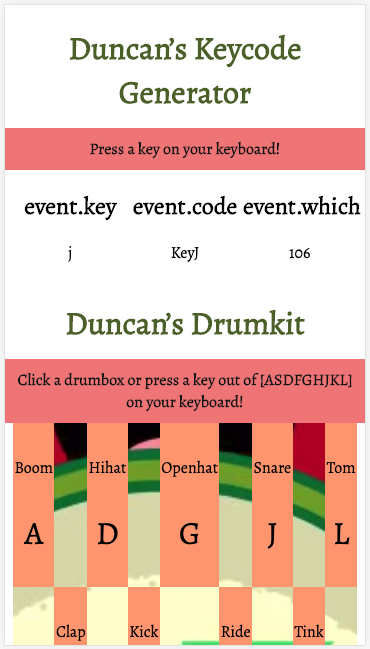 Duncan's Keycode
Generator
Press a key on your keyboard!
event.key event.code event.which
j KeyJ 106
Duncan's Drumkit
Click a drumbox or press a key out of [ASDFGHJKL]
on your keyboard!
Boom Hihat Openhat Snare Tom
A D G J L
Clap Kick Ride Tink